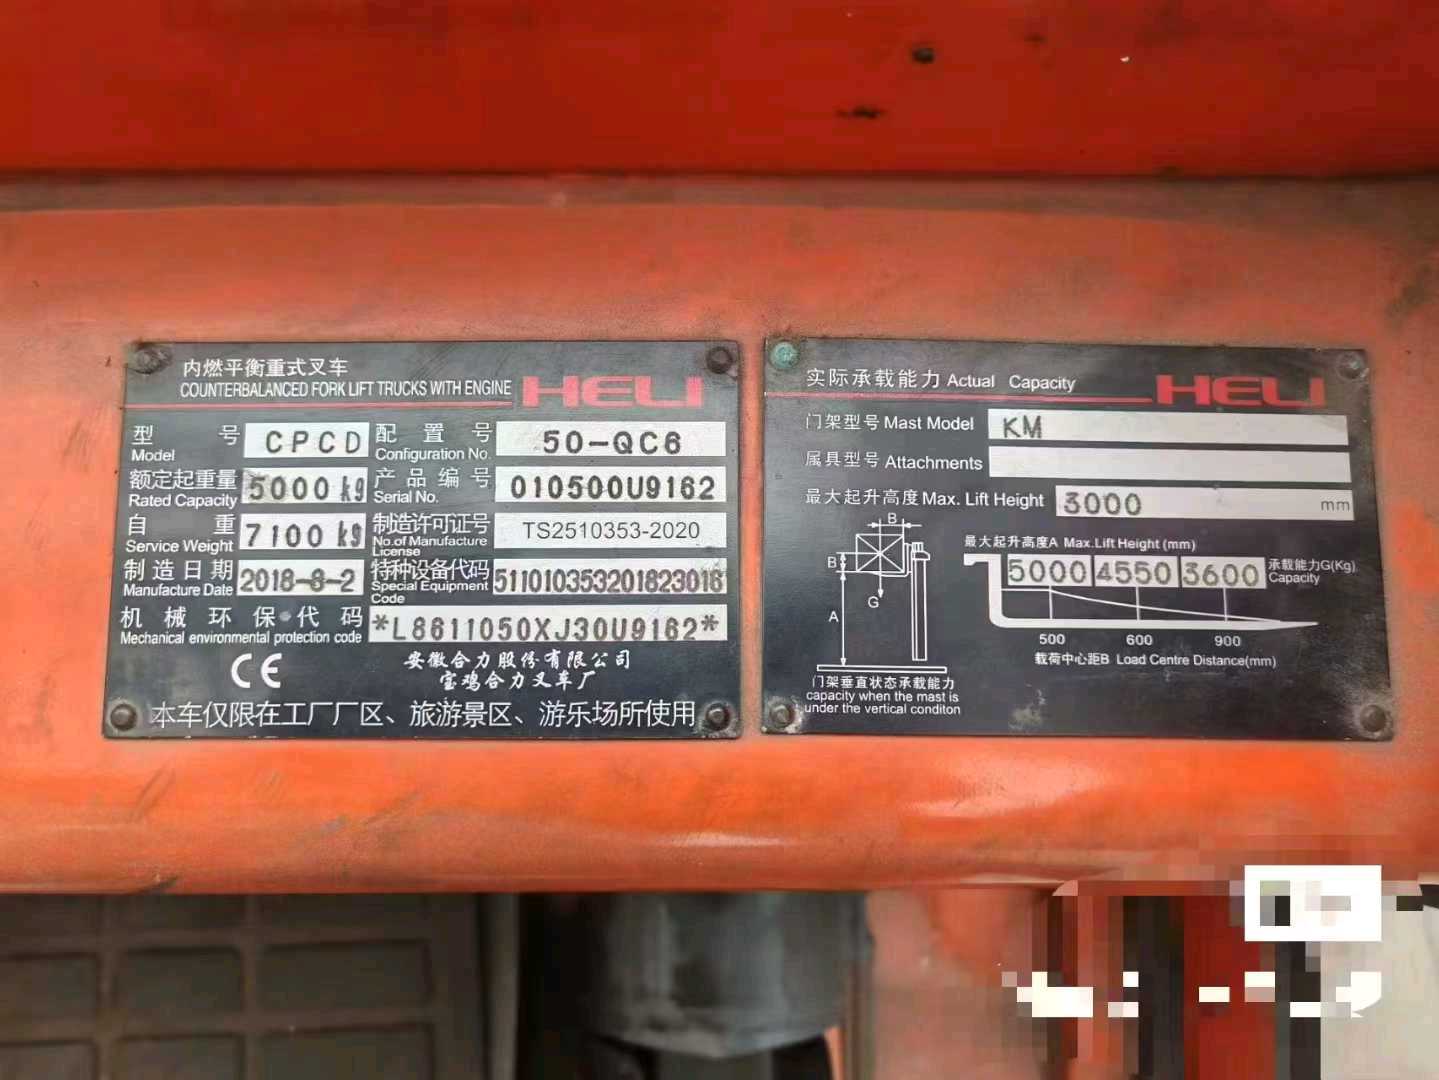 内燃平衡重式叉车
COUNTERBALANCED FORK LIFT TRUCKS WITH ENGINE HELI
型 号 CPCD 配 置 号 50-QC6
Model Configuration No.
额定起重量 5000 kg 产 品 编 号 010500U9162
Rated Capacity Serial No.
自 重 7100 kg 制造许可证号 TS2510353-2020
Service Weight No.of Manufacture License
制造日期 2018-8-2 特种设备代码 511010353201823016
Manufacture Date Special Equipment Code
机 械 环 保 代 码 *L8611050XJ30U9162*
Mechanical environmental protection code
CE
安徽合力股份有限公司
宝鸡合力叉车厂
本车仅限在工厂厂区、旅游景区、游乐场所使用
实际承载能力 Actual Capacity HELI
门架型号 Mast Model KM
属具型号 Attachments
最大起升高度 Max. Lift Height 3000 mm
最大起升高度A Max.Lift Height (mm)
5000 4550 3600 承载能力G(Kg)
Capacity
500 600 900
载荷中心距B Load Centre Distance(mm)
B
B
G
A
门架垂直状态承载能力
capacity when the mast is
under the vertical conditon